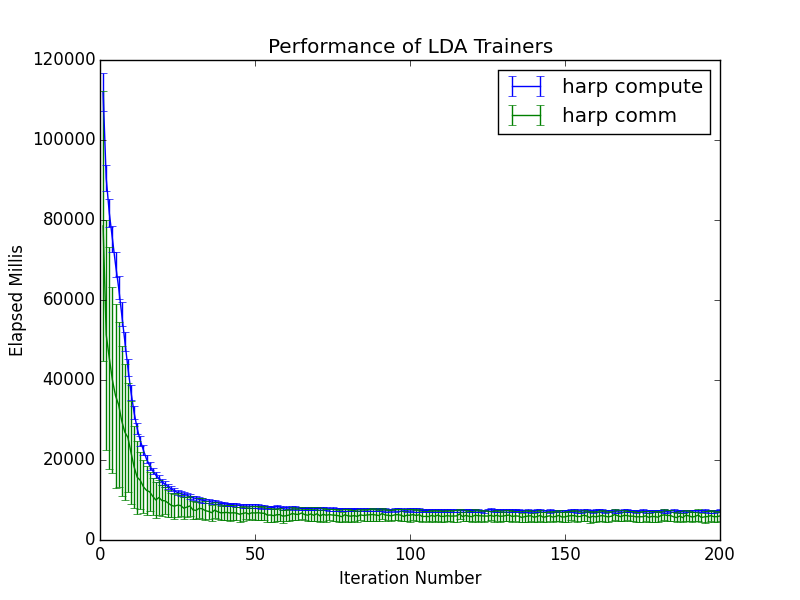 Performance of LDA Trainers
120000
100000
80000
60000
40000
20000
0
Elapsed Millis
harp compute
harp comm
0 50 100 150 200
Iteration Number